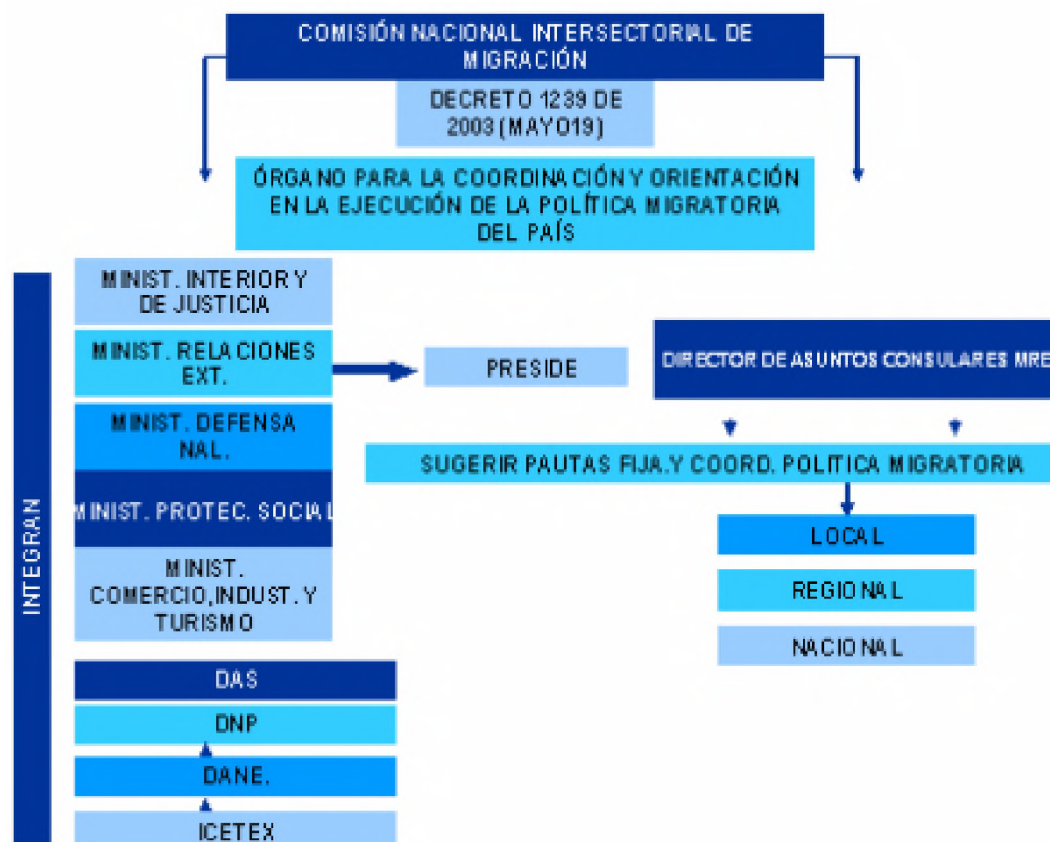 COMISIÓN NACIONAL INTERSECTORIAL DE
MIGRACIÓN
DECRETO 1239 DE
2003 (MAYO19)
ÓRGANO PARA LA COORDINACIÓN Y ORIENTACIÓN
EN LA EJECUCIÓN DE LA POLÍTICA MIGRATORIA
DEL PAÍS
INTEGRAN
MINIST. INTERIOR Y
DE JUSTICIA
MINIST. RELACIONES
EXT.
PRESIDE
DIRECTOR DE ASUNTOS CONSULARES MRE
MINIST. DEFENSA
NAL.
SUGERIR PAUTAS FIJA.Y COORD. POLITICA MIGRATORIA
MINIST. PROTEC. SOCIAL
LOCAL
REGIONAL
NACIONAL
MINIST.
COMERCIO,INDUST. Y
TURISMO
DAS
DNP
DANE.
ICETEX